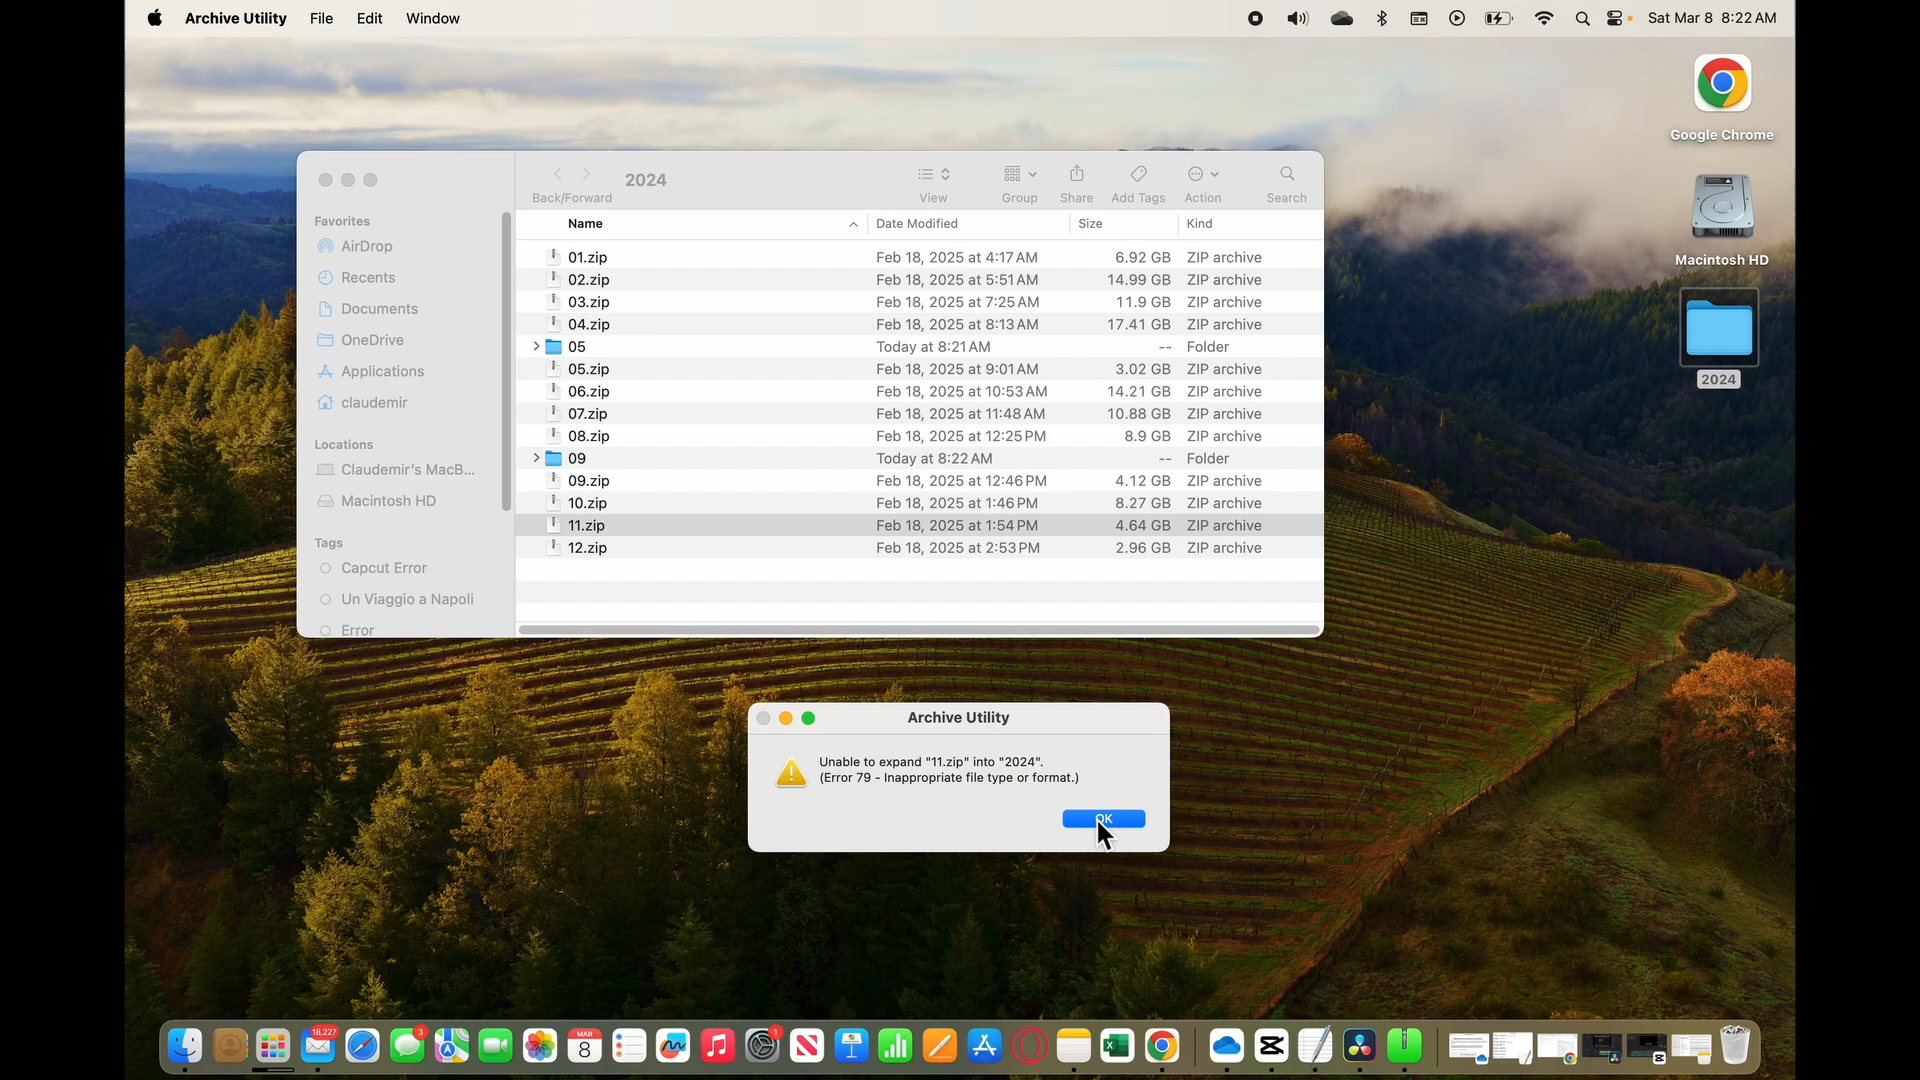 Archive Utility File Edit Window
Sat Mar 8 8:22 AM
Google Chrome
Macintosh HD
2024
2024
Back/Forward View Group Share Add Tags Action Search
Favorites
AirDrop
Recents
Documents
OneDrive
Applications
claudemir
Locations
Claudemir's MacB...
Macintosh HD
Tags
Capcut Error
Un Viaggio a Napoli
Error
Name Date Modified Size Kind
01.zip Feb 18, 2025 at 4:17 AM 6.92 GB ZIP archive
02.zip Feb 18, 2025 at 5:51 AM 14.99 GB ZIP archive
03.zip Feb 18, 2025 at 7:25 AM 11.9 GB ZIP archive
04.zip Feb 18, 2025 at 8:13 AM 17.41 GB ZIP archive
05 Today at 8:21 AM -- Folder
05.zip Feb 18, 2025 at 9:01 AM 3.02 GB ZIP archive
06.zip Feb 18, 2025 at 10:53 AM 14.21 GB ZIP archive
07.zip Feb 18, 2025 at 11:48 AM 10.88 GB ZIP archive
08.zip Feb 18, 2025 at 12:25 PM 8.9 GB ZIP archive
09 Today at 8:22 AM -- Folder
09.zip Feb 18, 2025 at 12:46 PM 4.12 GB ZIP archive
10.zip Feb 18, 2025 at 1:46 PM 8.27 GB ZIP archive
11.zip Feb 18, 2025 at 1:54 PM 4.64 GB ZIP archive
12.zip Feb 18, 2025 at 2:53 PM 2.96 GB ZIP archive
Archive Utility
Unable to expand "11.zip" into "2024".
(Error 79 - Inappropriate file type or format.)
OK
18,227
3
MAR
8
1